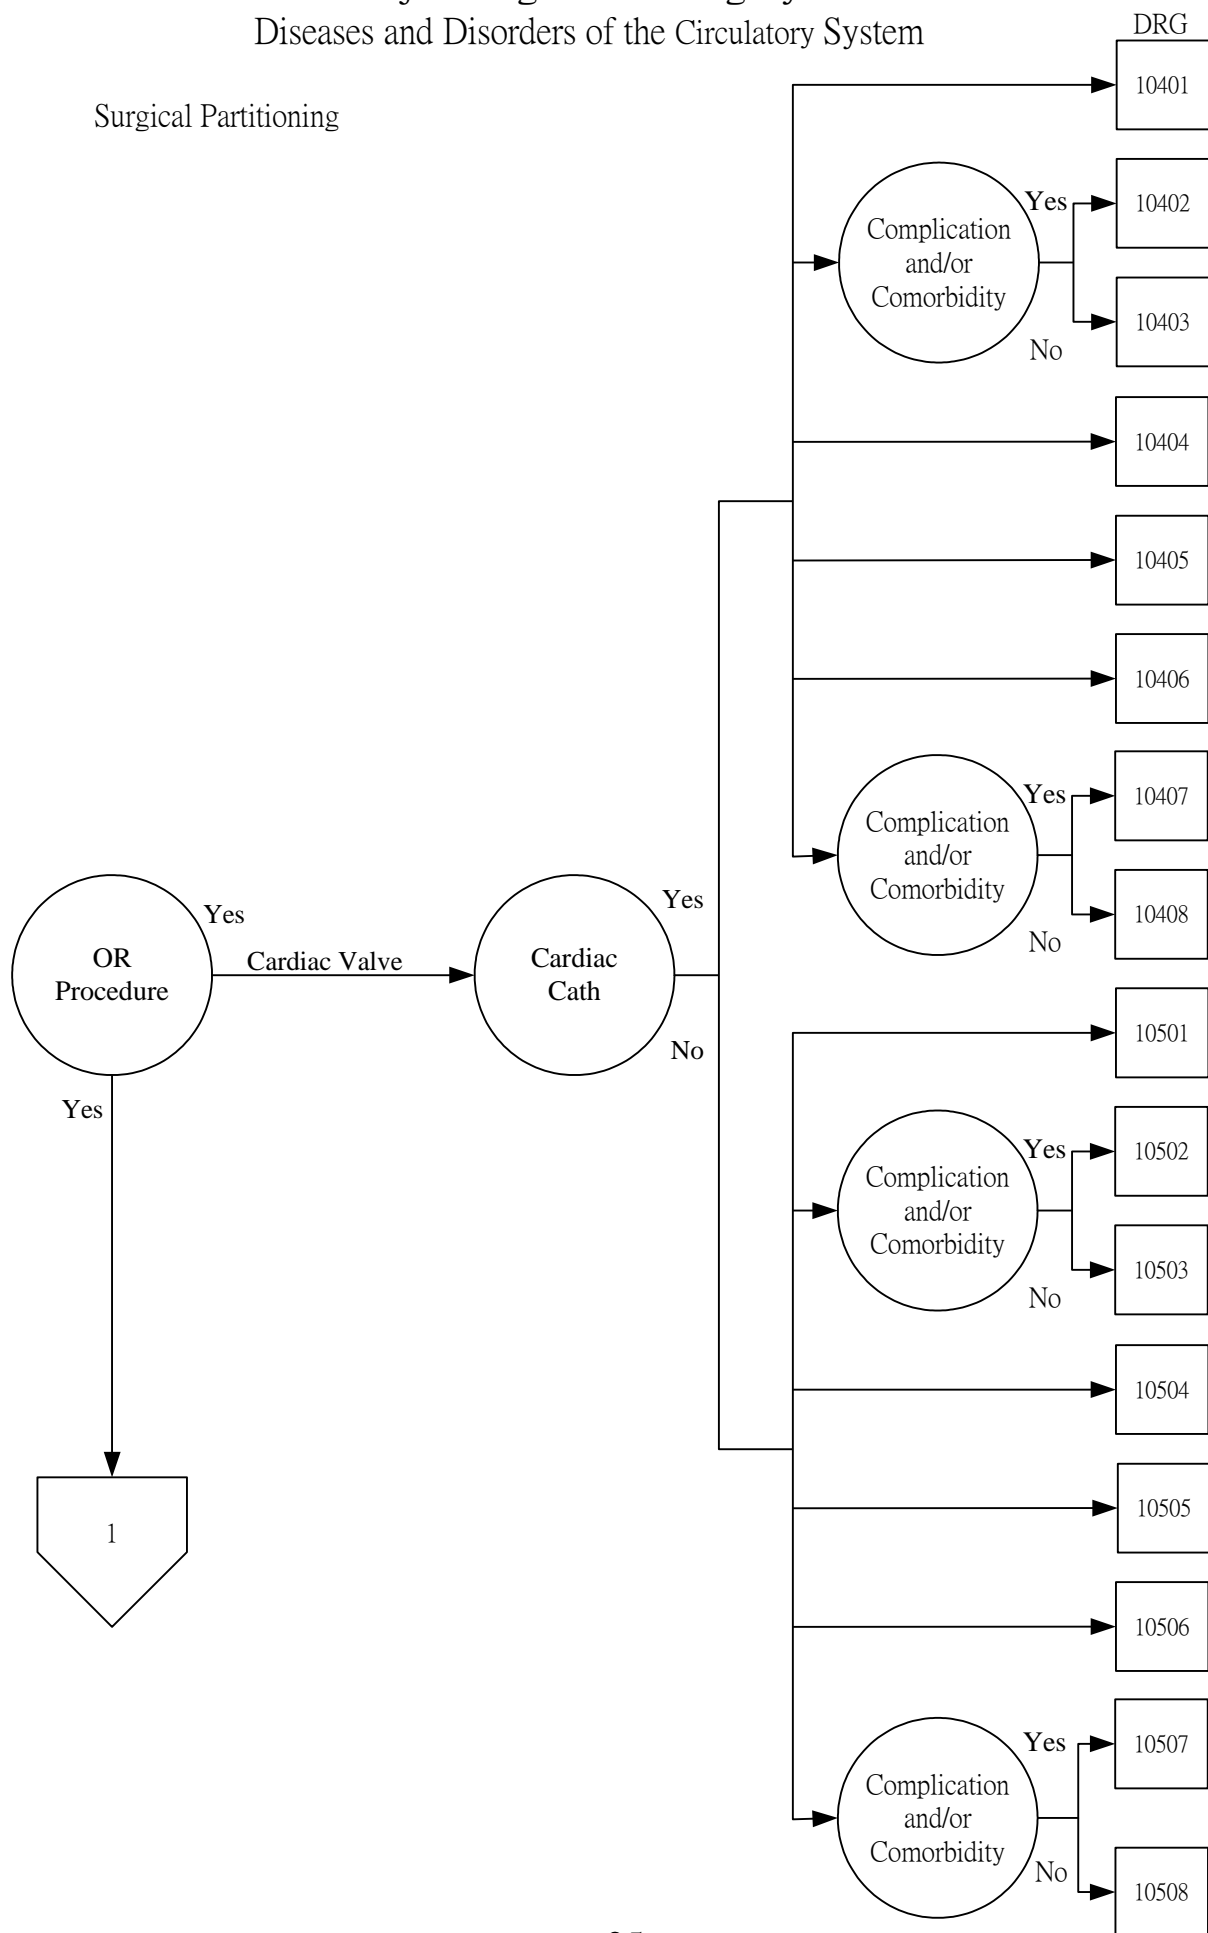 Diseases and Disorders of the Circulatory System
DRG
Surgical Partitioning
10401
Complication
and/or
Comorbidity
Yes
10402
No
10403
10404
10405
10406
Complication
and/or
Comorbidity
Yes
10407
No
10408
OR
Procedure
Yes
Cardiac Valve
Cardiac
Cath
Yes
No
Yes
10501
Complication
and/or
Comorbidity
Yes
10502
No
10503
10504
10505
10506
1
Complication
and/or
Comorbidity
Yes
10507
No
10508